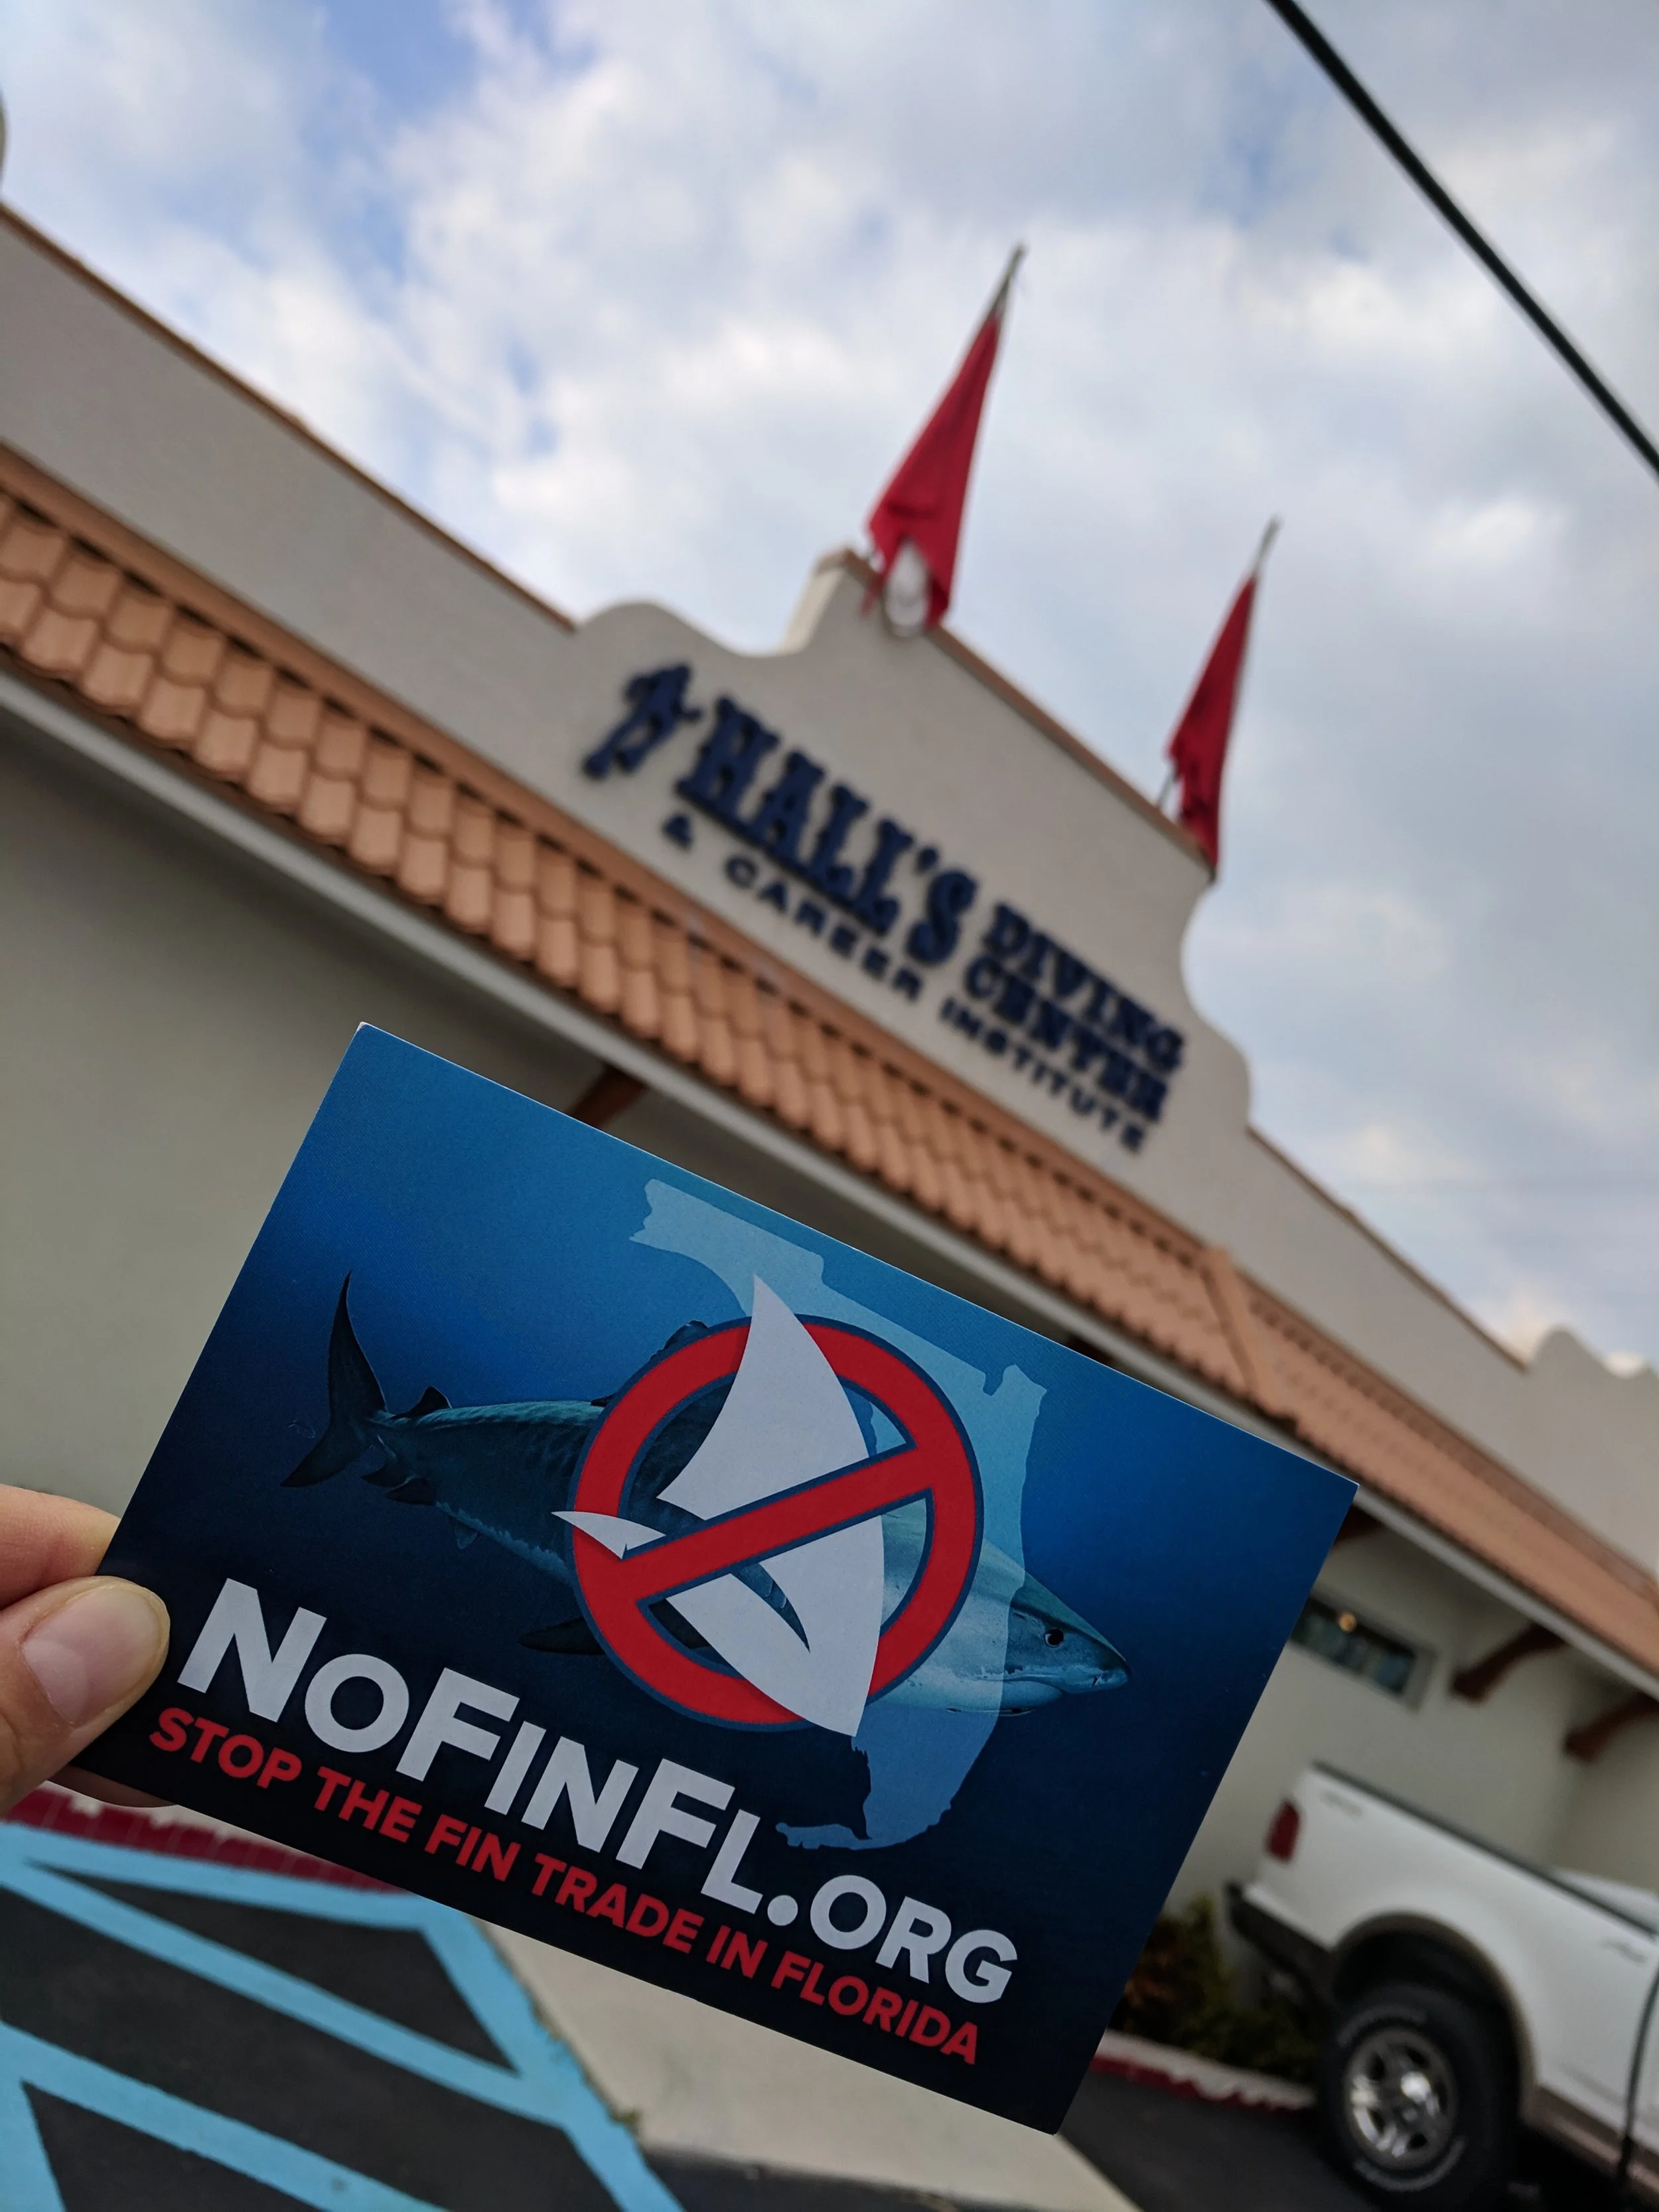 HALL'S DIVING
CENTER
& CAREER INSTITUTE
NOFINFL.ORG
STOP THE FIN TRADE IN FLORIDA